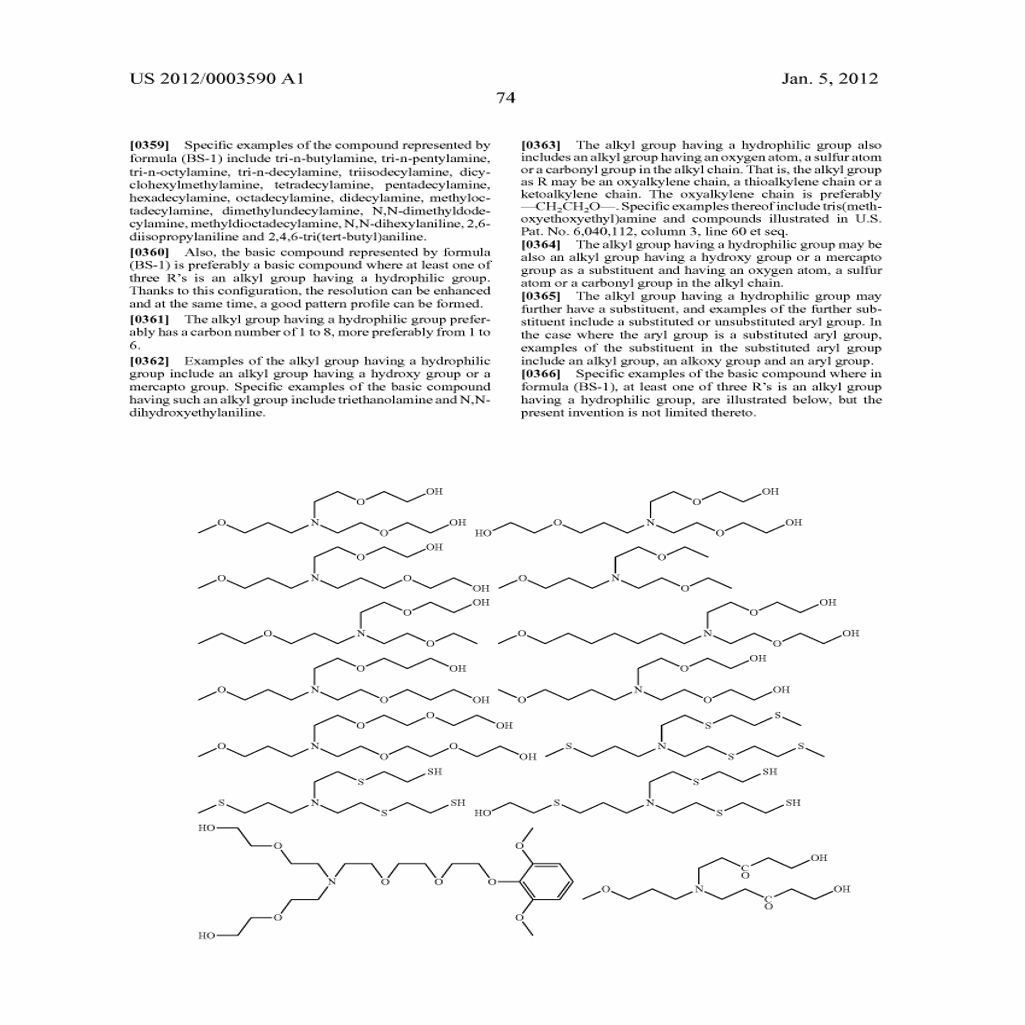 US 2012/0003590 A1
Jan. 5, 2012
74
[0359] Specific examples of the compound represented by
formula (BS-1) include tri-n-butylamine, tri-n-pentylamine,
tri-n-octylamine, tri-n-decylamine, triisodecylamine, dicy-
clohexylmethylamine, tetradecylamine, pentadecylamine,
hexadecylamine, octadecylamine, didecylamine, methyloc-
tadecylamine, dimethylundecylamine, N,N-dimethyldode-
cylamine, methyldioctadecylamine, N,N-dihexylaniline, 2,6-
diisopropylaniline and 2,4,6-tri(tert-butyl)aniline.
[0360] Also, the basic compound represented by formula
(BS-1) is preferably a basic compound where at least one of
three R's is an alkyl group having a hydrophilic group.
Thanks to this configuration, the resolution can be enhanced
and at the same time, a good pattern profile can be formed.
[0361] The alkyl group having a hydrophilic group prefer-
ably has a carbon number of 1 to 8, more preferably from 1 to
6.
[0362] Examples of the alkyl group having a hydrophilic
group include an alkyl group having a hydroxy group or a
mercapto group. Specific examples of the basic compound
having such an alkyl group include triethanolamine and N,N-
dihydroxyethylaniline.
[0363] The alkyl group having a hydrophilic group also
includes an alkyl group having an oxygen atom, a sulfur atom
or a carbonyl group in the alkyl chain. That is, the alkyl group
as R may be an oxyalkylene chain, a thioalkylene chain or a
ketoalkylene chain. The oxyalkylene chain is preferably
—CH₂CH₂O—. Specific examples thereof include tris(meth-
oxyethoxyethyl)amine and compounds illustrated in U.S.
Pat. No. 6,040,112, column 3, line 60 et seq.
[0364] The alkyl group having a hydrophilic group may be
also an alkyl group having a hydroxy group or a mercapto
group as a substituent and having an oxygen atom, a sulfur
atom or a carbonyl group in the alkyl chain.
[0365] The alkyl group having a hydrophilic group may
further have a substituent, and examples of the further sub-
stituent include a substituted or unsubstituted aryl group. In
the case where the aryl group is a substituted aryl group,
examples of the substituent in the substituted aryl group
include an alkyl group, an alkoxy group and an aryl group.
[0366] Specific examples of the basic compound where in
formula (BS-1), at least one of three R's is an alkyl group
having a hydrophilic group, are illustrated below, but the
present invention is not limited thereto.
O OH O OH
O N O OH HO O N O OH
O OH O
O N O OH O N O
O OH O OH
O N O O N O OH
O OH O OH
O N O OH O N O OH
O O OH S S
O N O O OH S N S S
S SH S SH
S N S SH HO S N S SH
HO
O O
C O OH
N O O O O N OH
C O
O O
HO